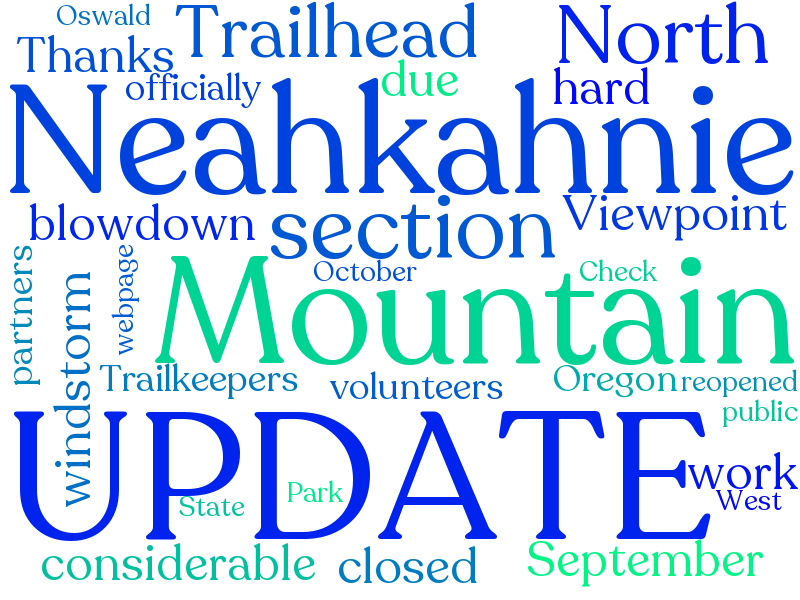 Oswald
Thanks
Trailhead
North
officially
due
hard
Neahkahnie
blowdown
section
Viewpoint
partners
windstorm
webpage
October
Check
Mountain
Trailkeepers
volunteers
Oregon
reopened
public
UPDATE
State
Park
work
West
considerable
closed
September